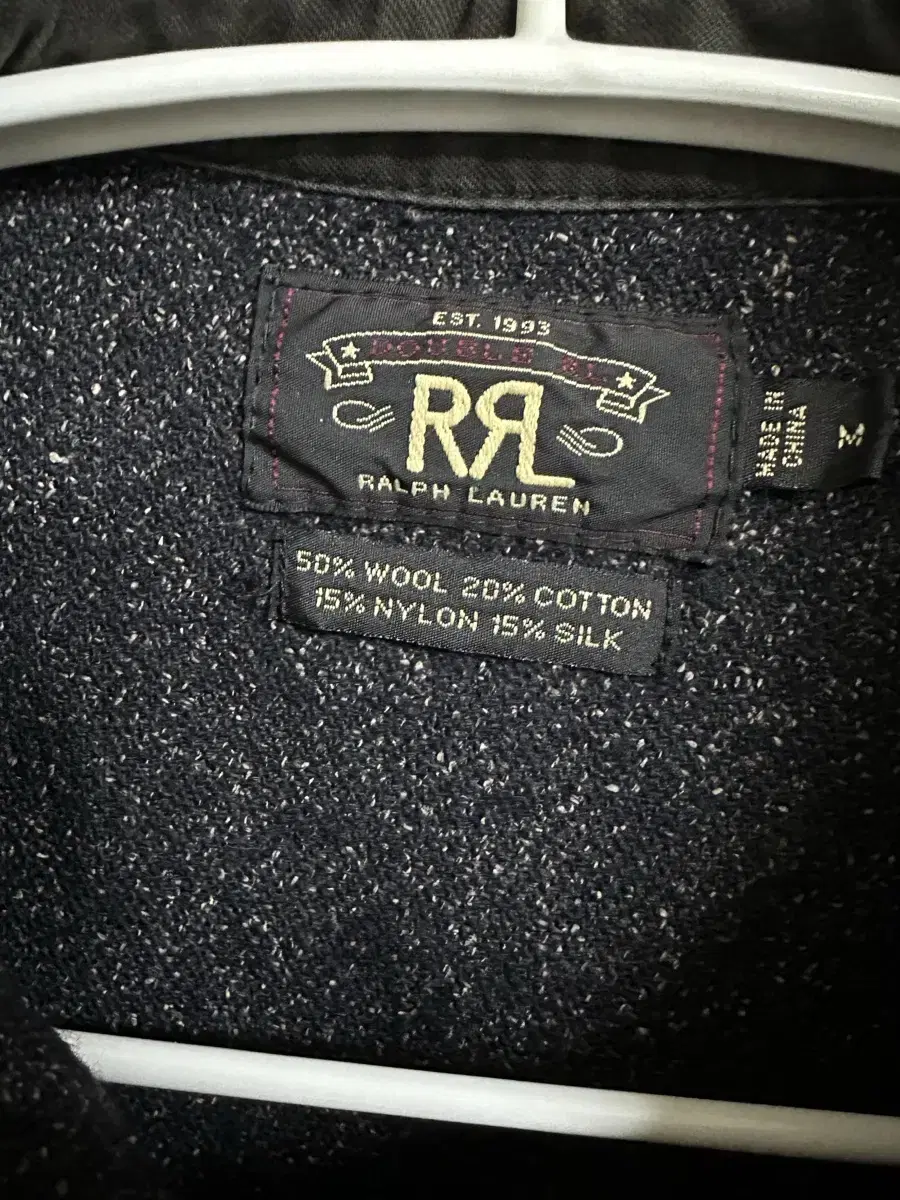 EST. 1993
DOUBLE RL
RRL
RALPH LAUREN
MADE IN
CHINA
M
50% WOOL 20% COTTON
15% NYLON 15% SILK